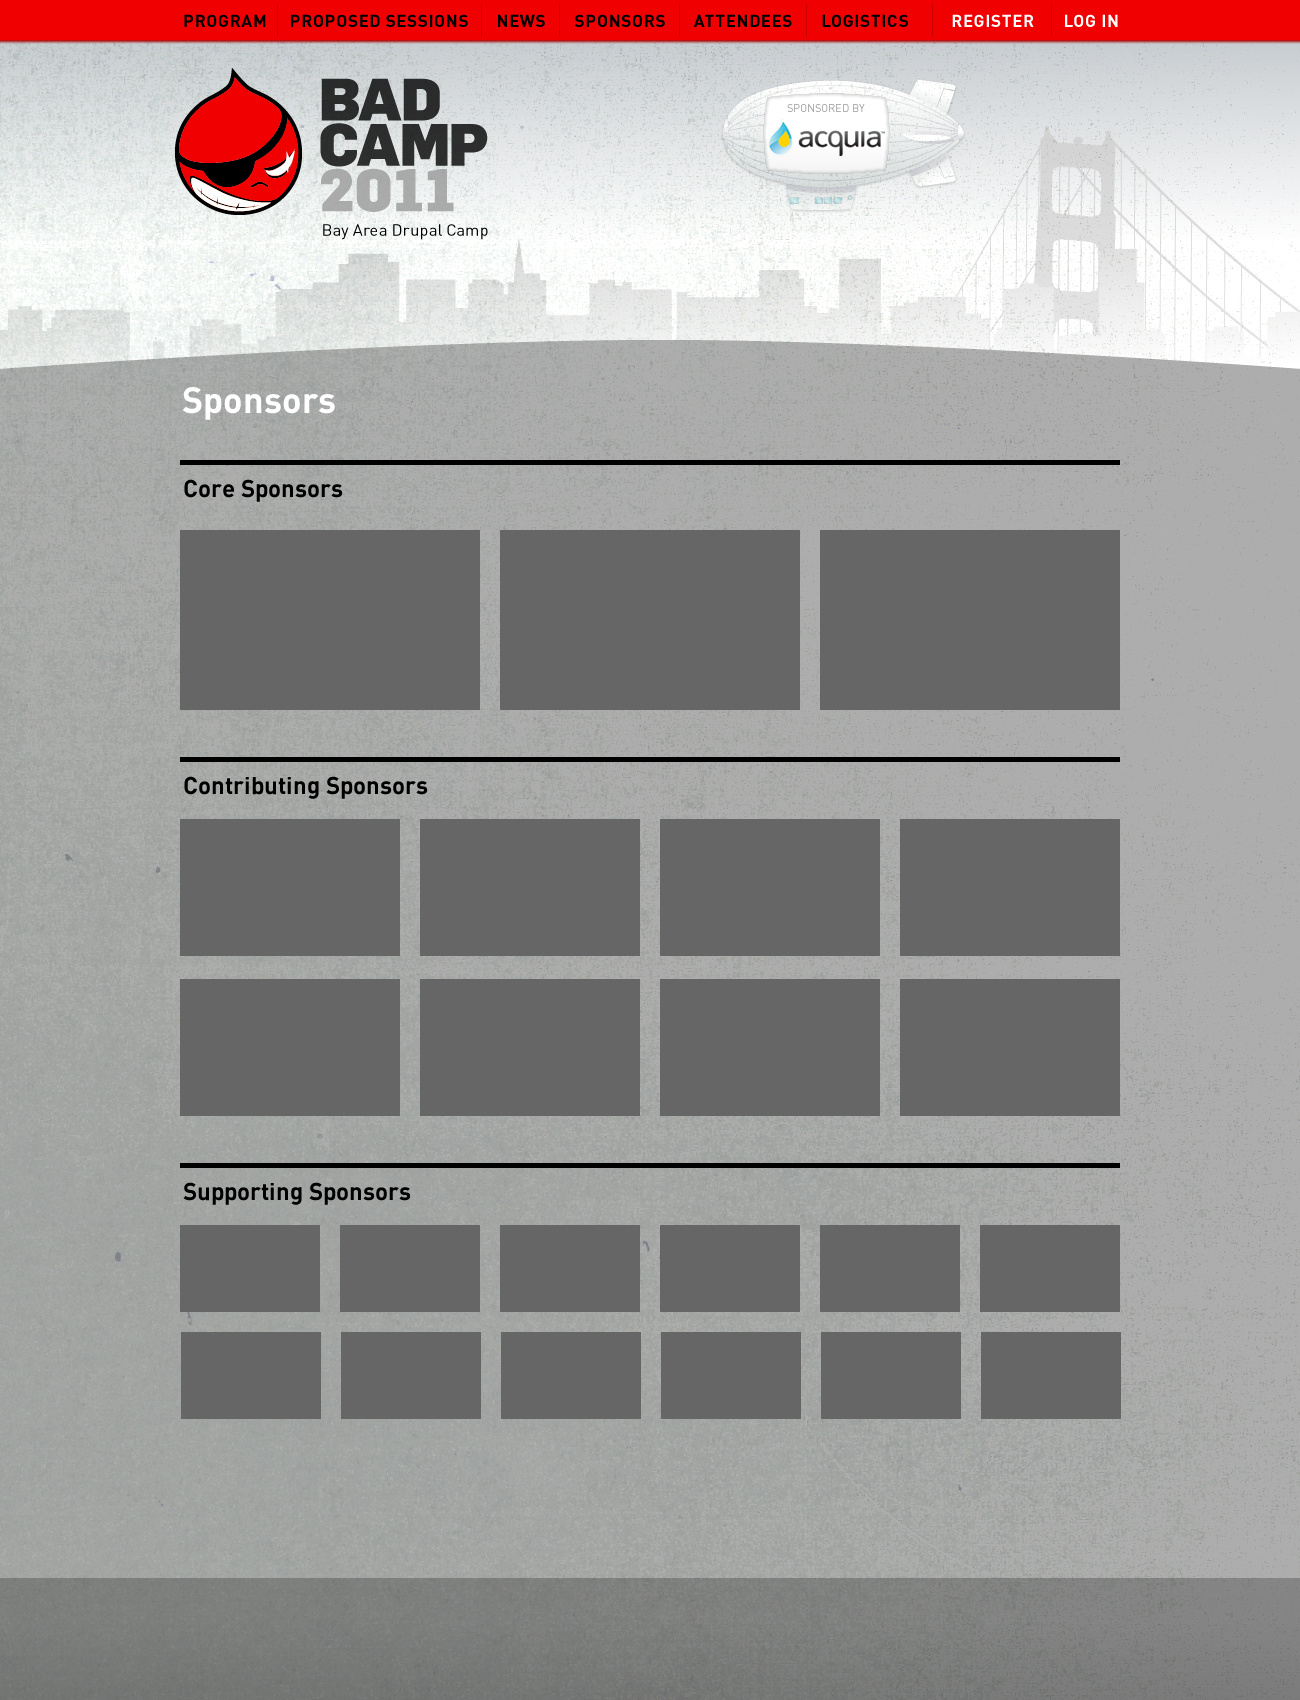 PROGRAM PROPOSED SESSIONS NEWS SPONSORS ATTENDEES LOGISTICS REGISTER LOG IN
BAD
CAMP
2011
Bay Area Drupal Camp
SPONSORED BY
acquia
Sponsors
Core Sponsors
Contributing Sponsors
Supporting Sponsors